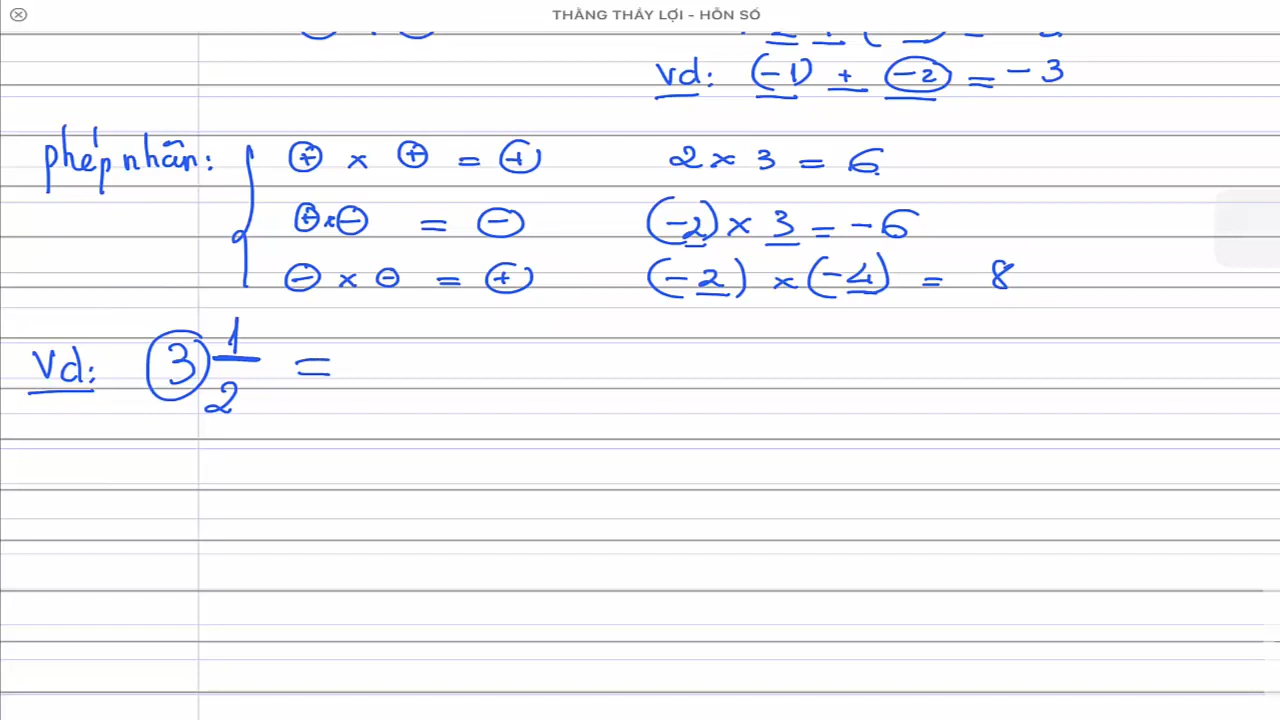 THẰNG THẦY LỢI - HỖN SỐ
vd: (-1) + (-2) = -3
phép nhân: { (+) x (+) = (+) 2 x 3 = 6
(+) x (-) = (-) (-2) x 3 = -6
(-) x (-) = (+) (-2) x (-4) = 8
Vd: 3 1/2 =